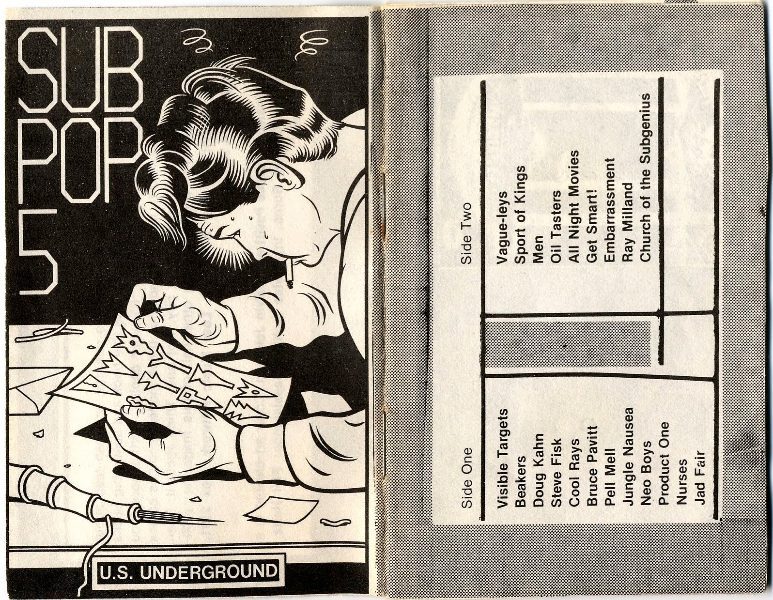 SUB
POP
5
U.S. UNDERGROUND
Side One
Visible Targets
Beakers
Doug Kahn
Steve Fisk
Cool Rays
Bruce Pavitt
Pell Mell
Jungle Nausea
Neo Boys
Product One
Nurses
Jad Fair
Side Two
Vague-leys
Sport of Kings
Men
Oil Tasters
All Night Movies
Get Smart!
Embarrassment
Ray Milland
Church of the Subgenius